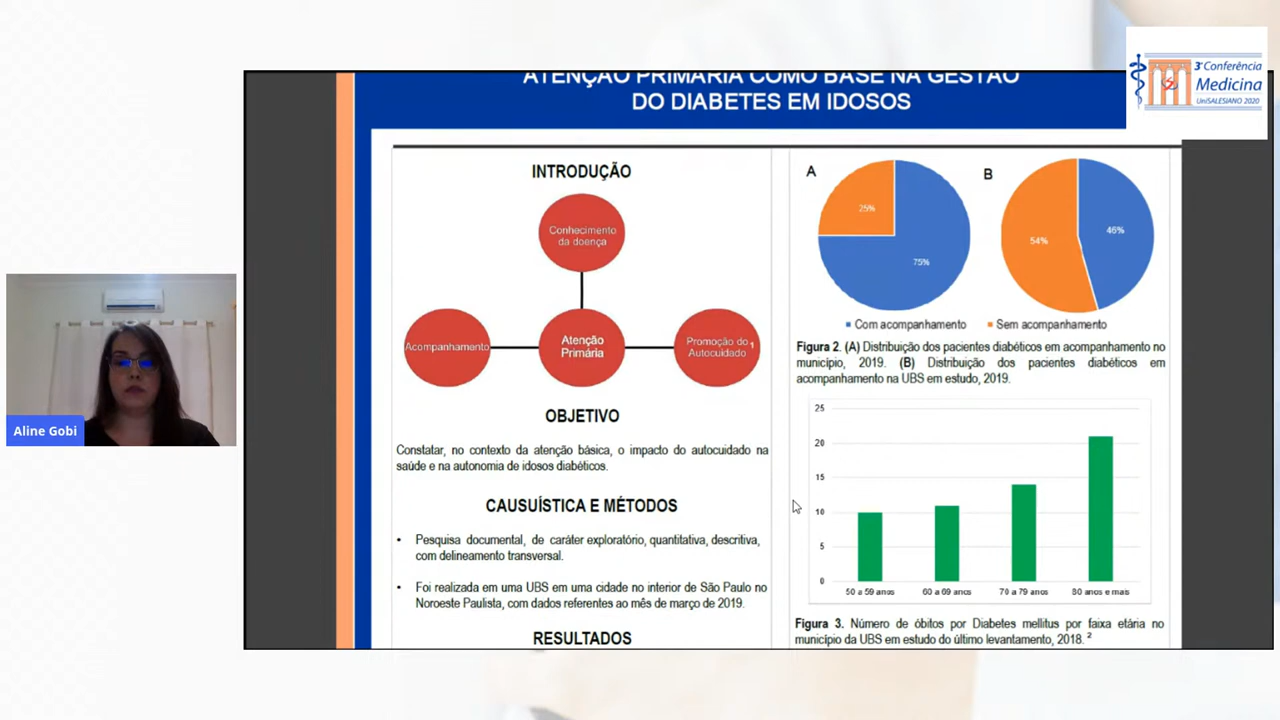 3ª Conferência
Medicina
UniSALESIANO 2020
ATENÇÃO PRIMÁRIA COMO BASE NA GESTÃO
DO DIABETES EM IDOSOS
INTRODUÇÃO
Conhecimento
da doença
Acompanhamento
Atenção
Primária
Promoção do 1
Autocuidado
OBJETIVO
Constatar, no contexto da atenção básica, o impacto do autocuidado na
saúde e na autonomia de idosos diabéticos.
CAUSUÍSTICA E MÉTODOS
• Pesquisa documental, de caráter exploratório, quantitativa, descritiva,
com delineamento transversal.
• Foi realizada em uma UBS em uma cidade no interior de São Paulo no
Noroeste Paulista, com dados referentes ao mês de março de 2019.
RESULTADOS
A
25%
75%
B
54%
46%
Com acompanhamento
Sem acompanhamento
Figura 2. (A) Distribuição dos pacientes diabéticos em acompanhamento no
município, 2019. (B) Distribuição dos pacientes diabéticos em
acompanhamento na UBS em estudo, 2019.
25
20
15
10
5
0
50 a 59 anos
60 a 69 anos
70 a 79 anos
80 anos e mais
Figura 3. Número de óbitos por Diabetes mellitus por faixa etária no
município da UBS em estudo do último levantamento, 2018. 2
Aline Gobi